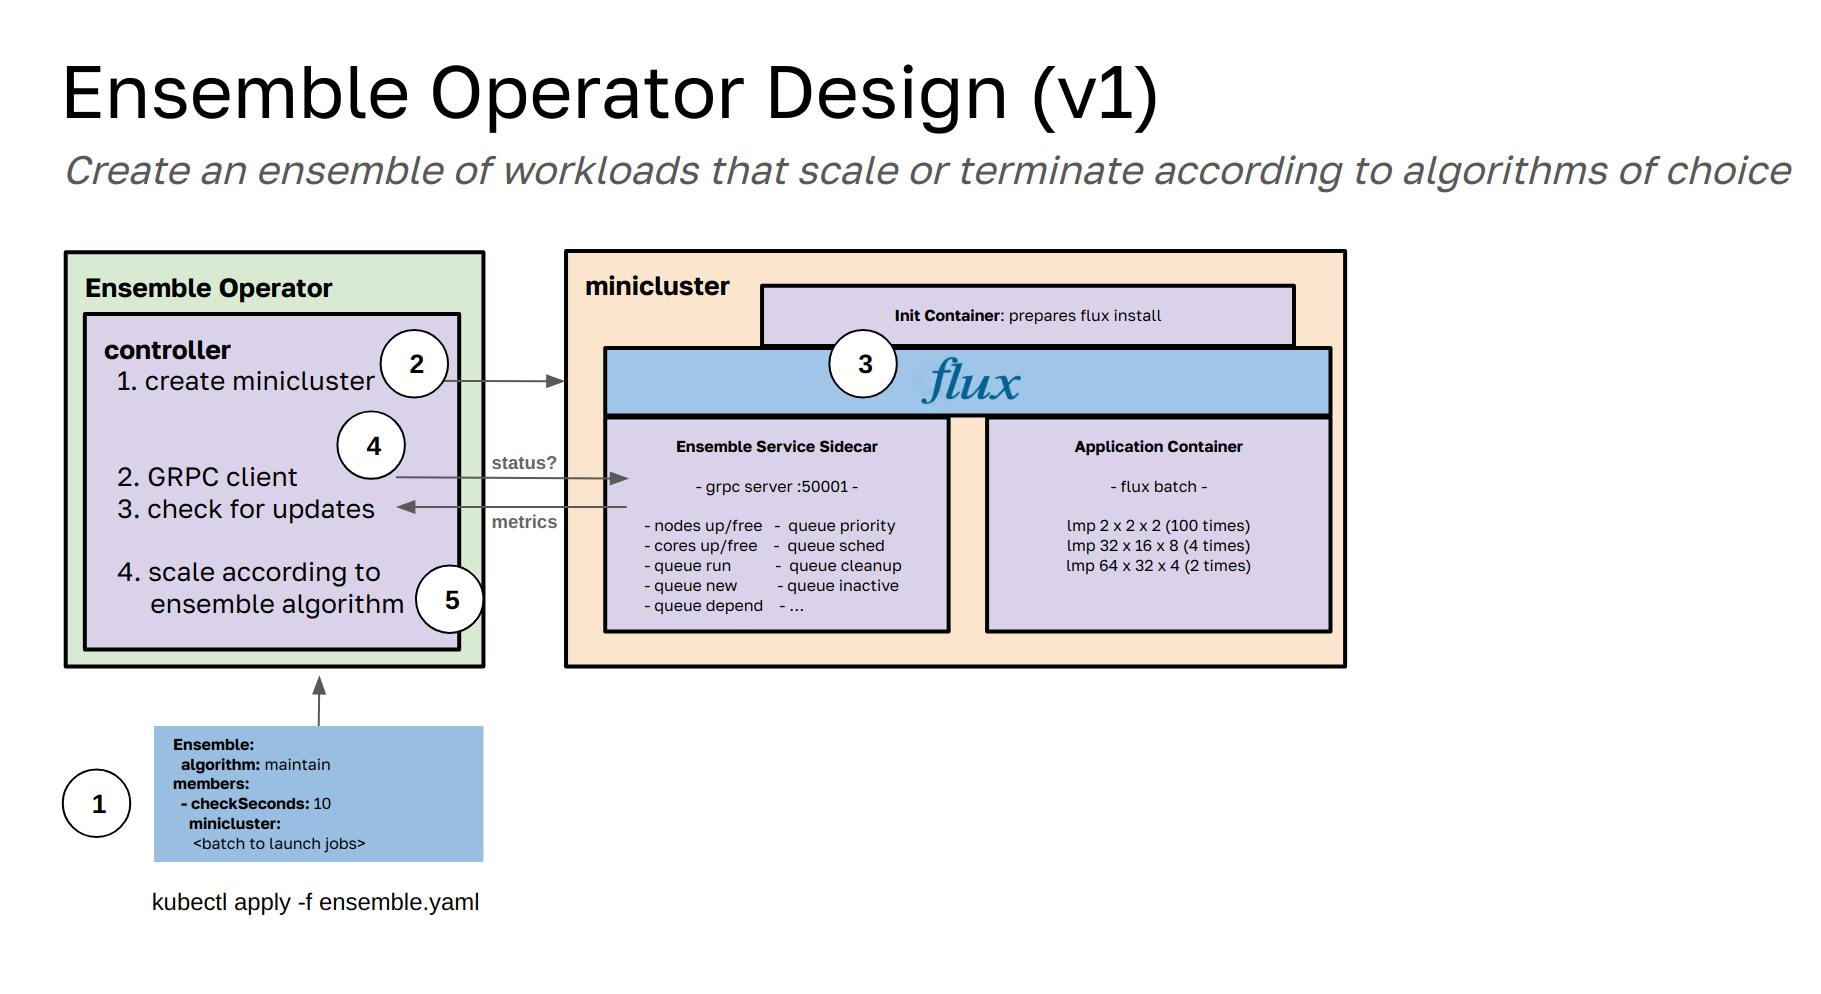 Ensemble Operator Design (v1)
Create an ensemble of workloads that scale or terminate according to algorithms of choice
Ensemble Operator
controller
1. create minicluster
2
4
2. GRPC client
3. check for updates
4. scale according to
ensemble algorithm
5
status?
metrics
minicluster
Init Container: prepares flux install
3
flux
Ensemble Service Sidecar
- grpc server :50001 -
- nodes up/free - queue priority
- cores up/free - queue sched
- queue run - queue cleanup
- queue new - queue inactive
- queue depend - ...
Application Container
- flux batch -
lmp 2 x 2 x 2 (100 times)
lmp 32 x 16 x 8 (4 times)
lmp 64 x 32 x 4 (2 times)
1
Ensemble:
algorithm: maintain
members:
- checkSeconds: 10
minicluster:
<batch to launch jobs>
kubectl apply -f ensemble.yaml